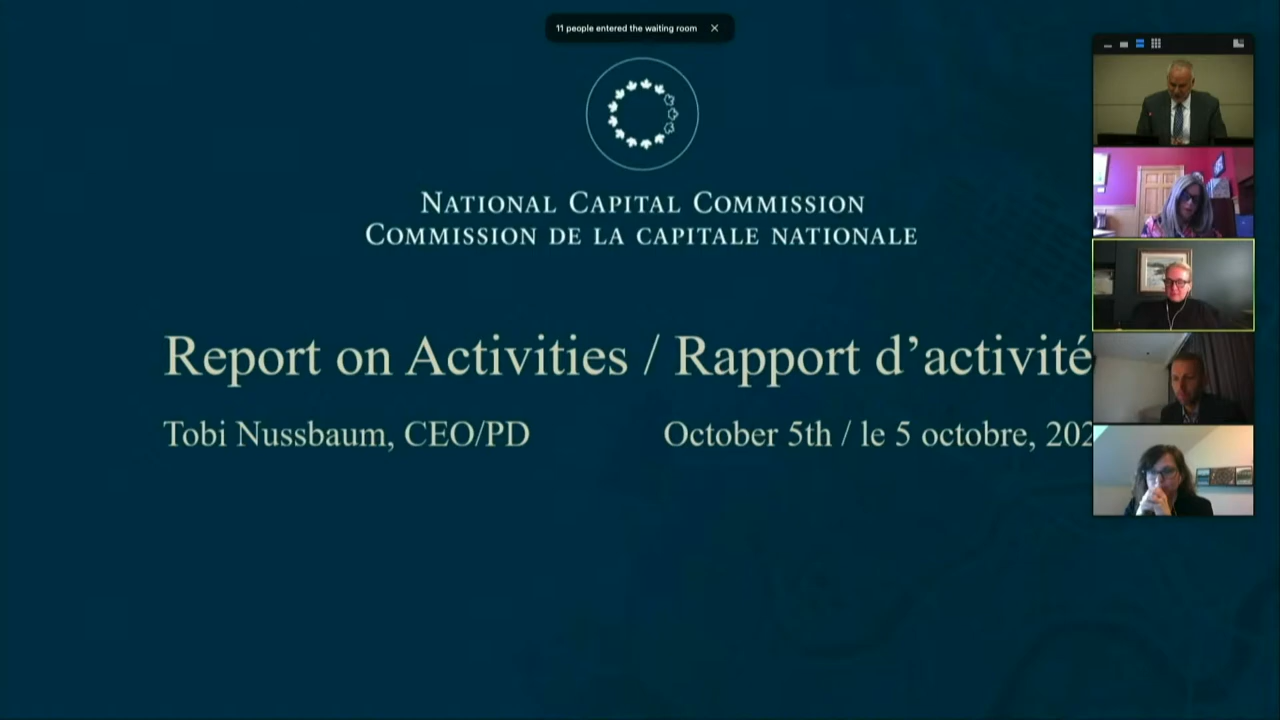 11 people entered the waiting room
NATIONAL CAPITAL COMMISSION
COMMISSION DE LA CAPITALE NATIONALE
Report on Activities / Rapport d'activité
Tobi Nussbaum, CEO/PD
October 5th / le 5 octobre, 202